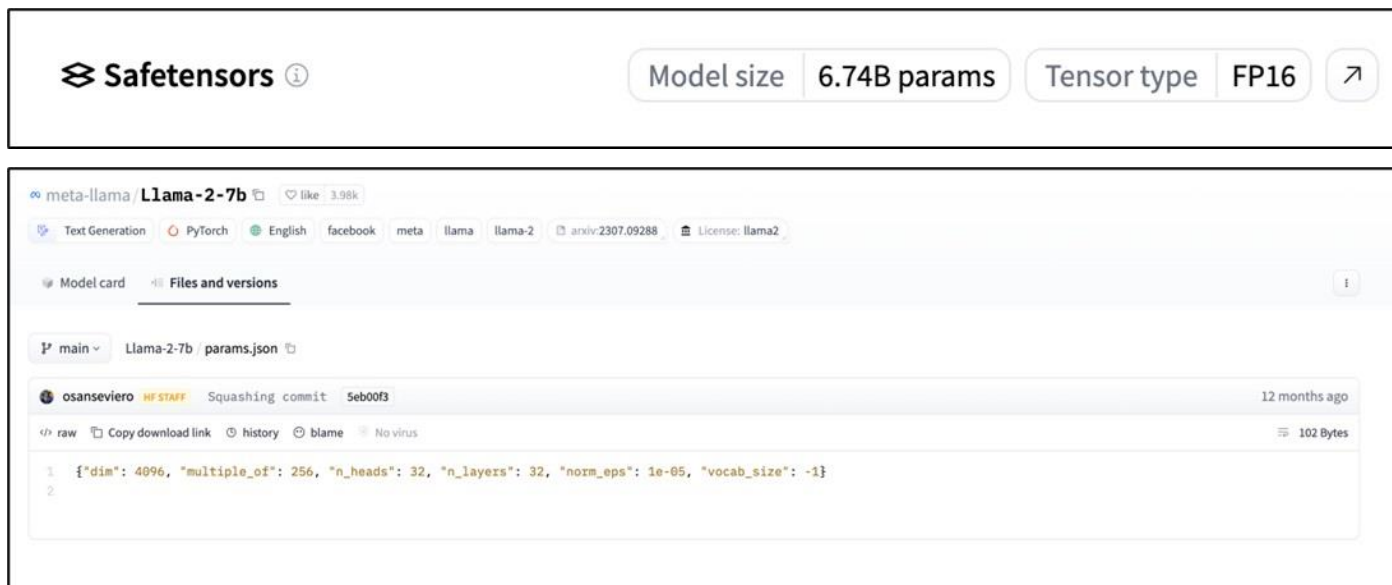 Safetensors
Model size 6.74B params Tensor type FP16
meta-llama/Llama-2-7b like 3.98k
Text Generation PyTorch English facebook meta llama llama-2 arxiv:2307.09288 License: llama2
Model card Files and versions
main Llama-2-7b / params.json
osanseviero HF STAFF Squashing commit 5eb00f3 12 months ago
</> raw Copy download link history blame No virus 102 Bytes
1 {"dim": 4096, "multiple_of": 256, "n_heads": 32, "n_layers": 32, "norm_eps": 1e-05, "vocab_size": -1}
2